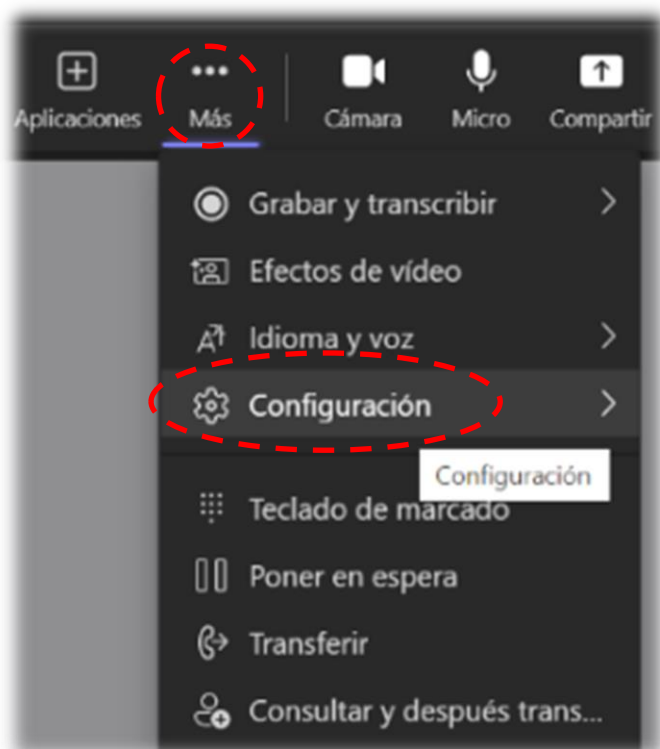 Aplicaciones Más Cámara Micro Compartir
Grabar y transcribir
Efectos de vídeo
Idioma y voz
Configuración
Configuración
Teclado de marcado
Poner en espera
Transferir
Consultar y después trans...